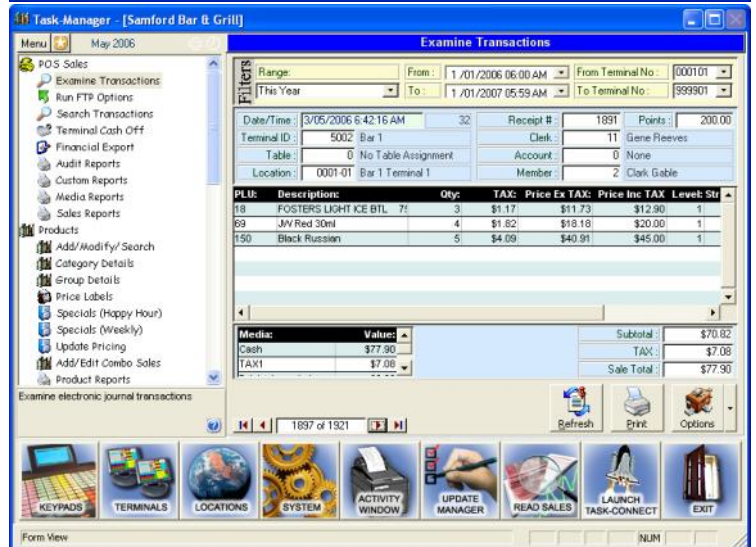 Task-Manager - [Samford Bar & Grill]
Menu May 2006
POS Sales
Examine Transactions
Run FTP Options
Search Transactions
Terminal Cash Off
Financial Export
Audit Reports
Custom Reports
Media Reports
Sales Reports
Products
Add/Modify/Search
Category Details
Group Details
Price Labels
Specials (Happy Hour)
Specials (Weekly)
Update Pricing
Add/Edit Combo Sales
Product Reports
Examine electronic journal transactions
Examine Transactions
Filters
Range: From : 1 /01/2006 06:00 AM From Terminal No : 000101
This Year To : 1 /01/2007 05:59 AM To Terminal No : 999901
Date/Time : 3/05/2006 6:42:16 AM 32 Receipt # : 1891 Points : 200.00
Terminal ID : 5002 Bar 1 Clerk : 11 Gene Reeves
Table : 0 No Table Assignment Account : 0 None
Location : 0001-01 Bar 1 Terminal 1 Member : 2 Clark Gable
PLU: Description: Qty: TAX: Price Ex TAX: Price Inc TAX Level: Str
18 FOSTERS LIGHT ICE BTL 3 $1.17 $11.73 $12.90 1
69 JW Red 30ml 4 $1.82 $18.18 $20.00 1
150 Black Russian 5 $4.09 $40.91 $45.00 1
Media: Value:
Cash $77.90
TAX1 $7.08
Subtotal : $70.82
TAX : $7.08
Sale Total : $77.90
1897 of 1921
Refresh Print Options
KEYPADS TERMINALS LOCATIONS SYSTEM ACTIVITY WINDOW UPDATE MANAGER READ SALES LAUNCH TASK-CONNECT EXIT
Form View NUM